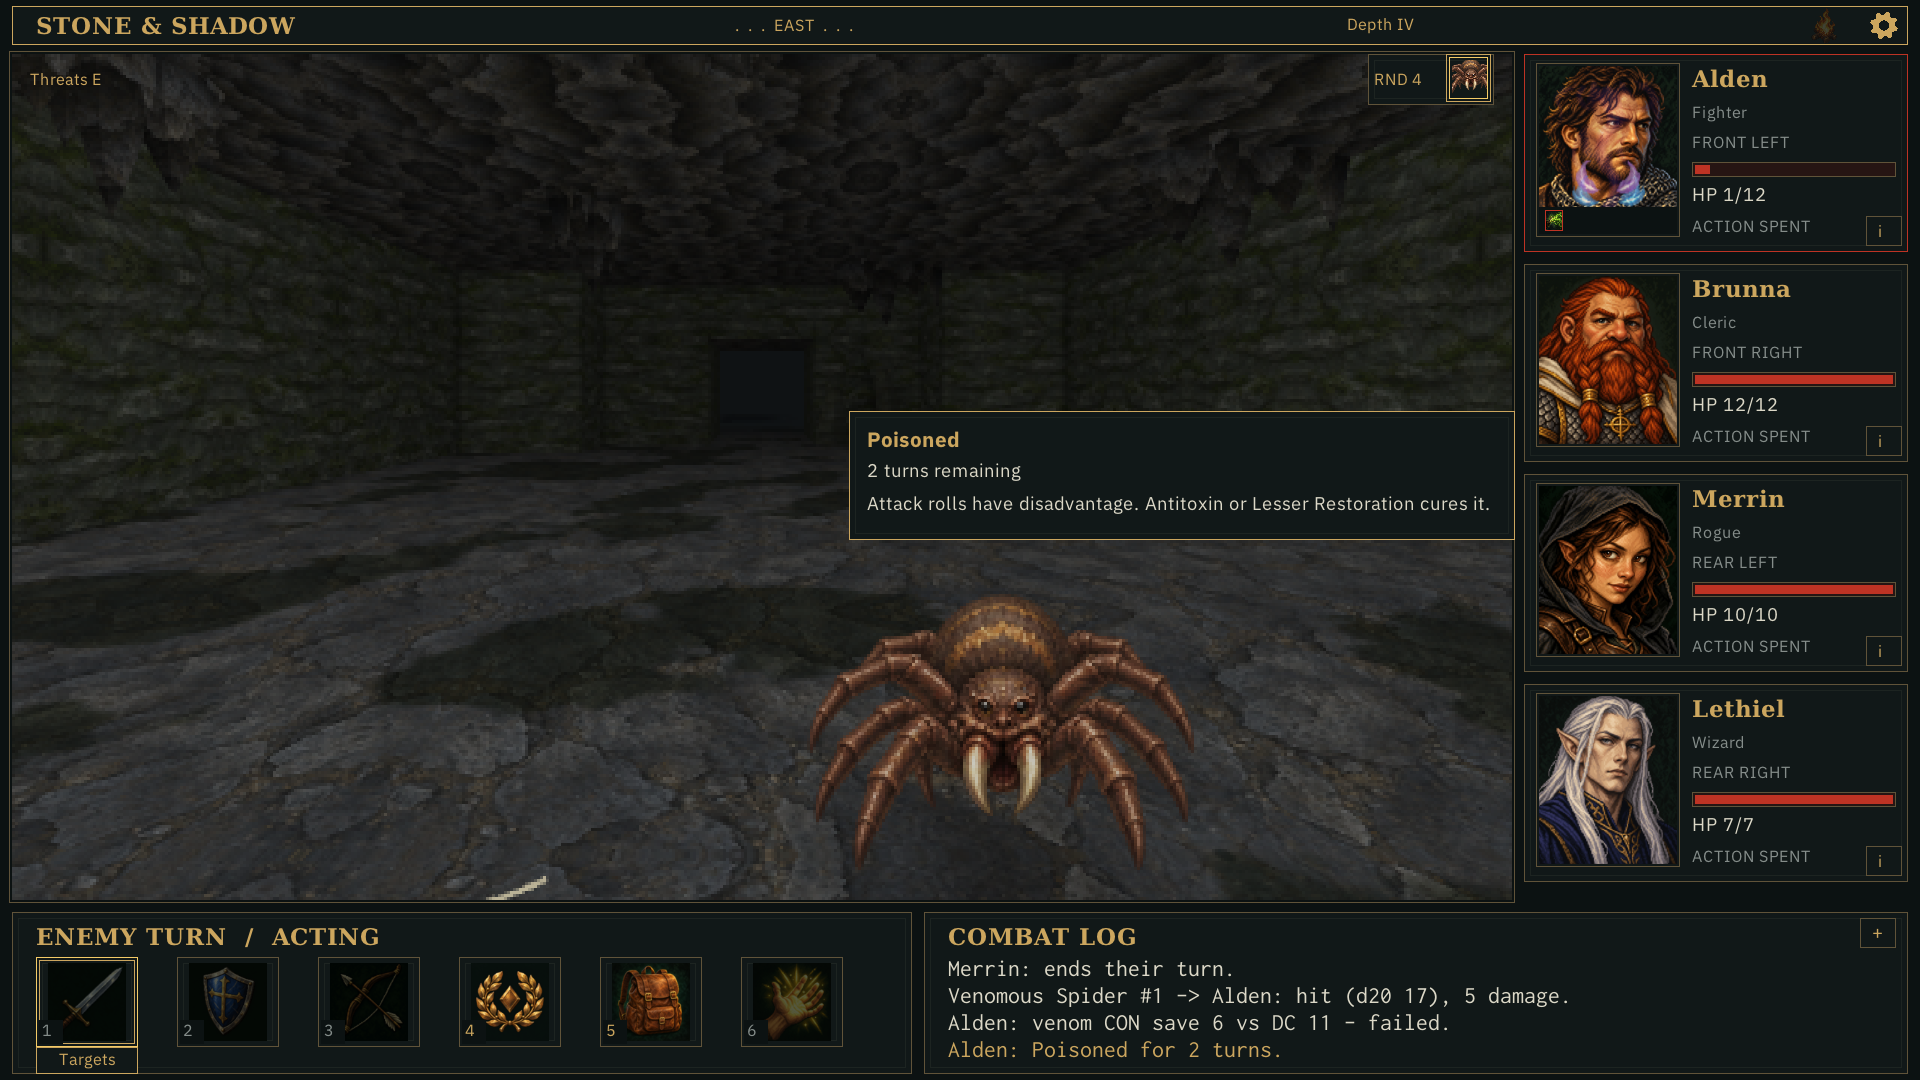 STONE & SHADOW
. . . EAST . . .
Depth IV
Threats E
RND 4
Alden
Fighter
FRONT LEFT
HP 1/12
ACTION SPENT
i
Brunna
Cleric
FRONT RIGHT
HP 12/12
ACTION SPENT
i
Merrin
Rogue
REAR LEFT
HP 10/10
ACTION SPENT
i
Lethiel
Wizard
REAR RIGHT
HP 7/7
ACTION SPENT
i
Poisoned
2 turns remaining
Attack rolls have disadvantage. Antitoxin or Lesser Restoration cures it.
ENEMY TURN / ACTING
1
2
3
4
5
6
Targets
COMBAT LOG
+
Merrin: ends their turn.
Venomous Spider #1 -> Alden: hit (d20 17), 5 damage.
Alden: venom CON save 6 vs DC 11 - failed.
Alden: Poisoned for 2 turns.